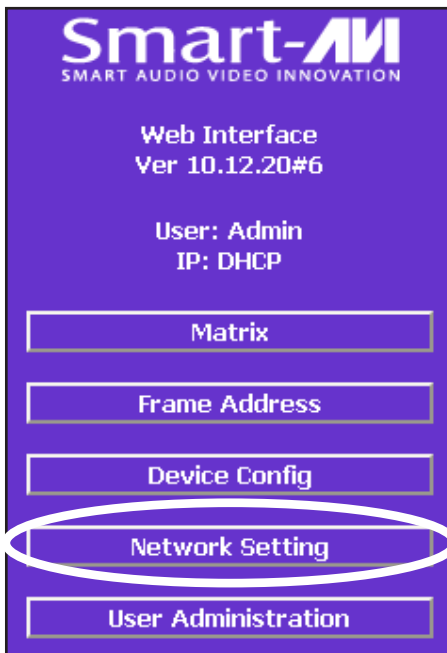 Smart-AVI
SMART AUDIO VIDEO INNOVATION
Web Interface
Ver 10.12.20#6
User: Admin
IP: DHCP
Matrix
Frame Address
Device Config
Network Setting
User Administration